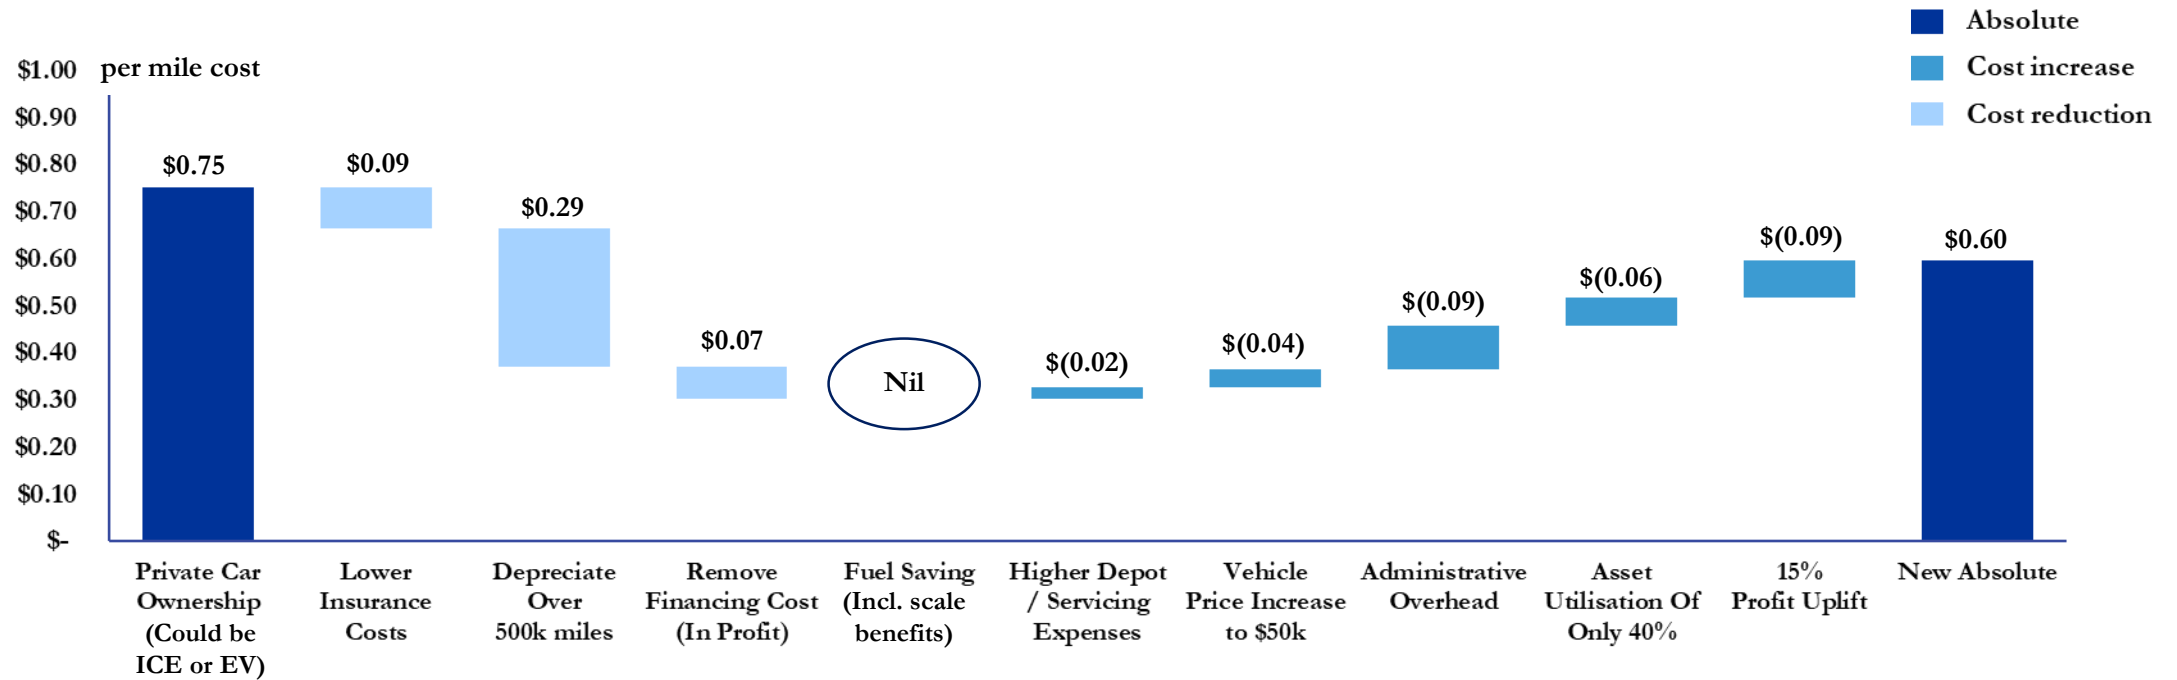 Absolute
Cost increase
Cost reduction
per mile cost
$1.00
$0.90
$0.80
$0.70
$0.60
$0.50
$0.40
$0.30
$0.20
$0.10
$-
$0.75
$0.09
$0.29
$0.07
Nil
$(0.02)
$(0.04)
$(0.09)
$(0.06)
$(0.09)
$0.60
Private Car
Ownership
(Could be
ICE or EV)
Lower
Insurance
Costs
Depreciate
Over
500k miles
Remove
Financing Cost
(In Profit)
Fuel Saving
(Incl. scale
benefits)
Higher Depot
/ Servicing
Expenses
Vehicle
Price Increase
to $50k
Administrative
Overhead
Asset
Utilisation Of
Only 40%
15%
Profit Uplift
New Absolute